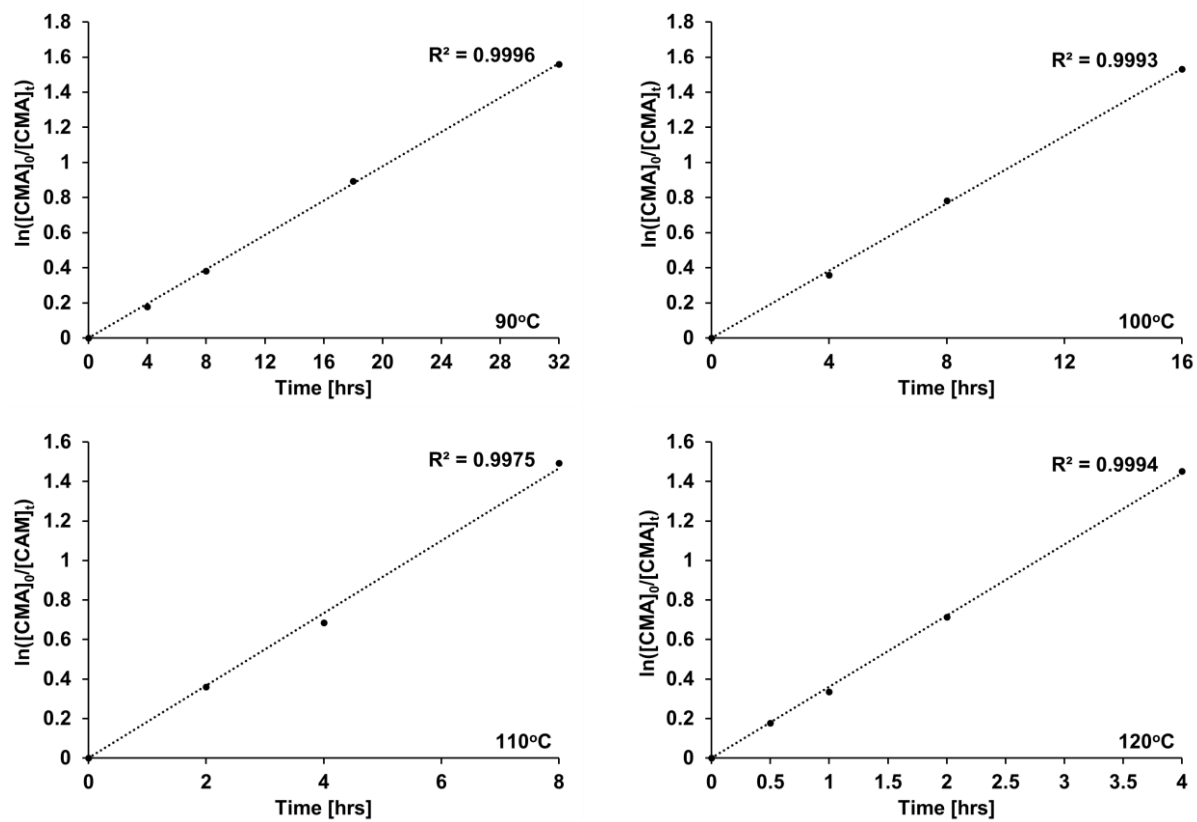 1.8
1.6
1.4
1.2
1
0.8
0.6
0.4
0.2
0
ln([CMA]₀/[CMA]ₜ)
R² = 0.9996
90°C
0 4 8 12 16 20 24 28 32
Time [hrs]
1.8
1.6
1.4
1.2
1
0.8
0.6
0.4
0.2
0
ln([CMA]₀/[CMA]ₜ)
R² = 0.9993
100°C
0 4 8 12 16
Time [hrs]
1.6
1.4
1.2
1
0.8
0.6
0.4
0.2
0
ln([CMA]₀/[CAM]ₜ)
R² = 0.9975
110°C
0 2 4 6 8
Time [hrs]
1.6
1.4
1.2
1
0.8
0.6
0.4
0.2
0
ln([CMA]₀/[CMA]ₜ)
R² = 0.9994
120°C
0 0.5 1 1.5 2 2.5 3 3.5 4
Time [hrs]